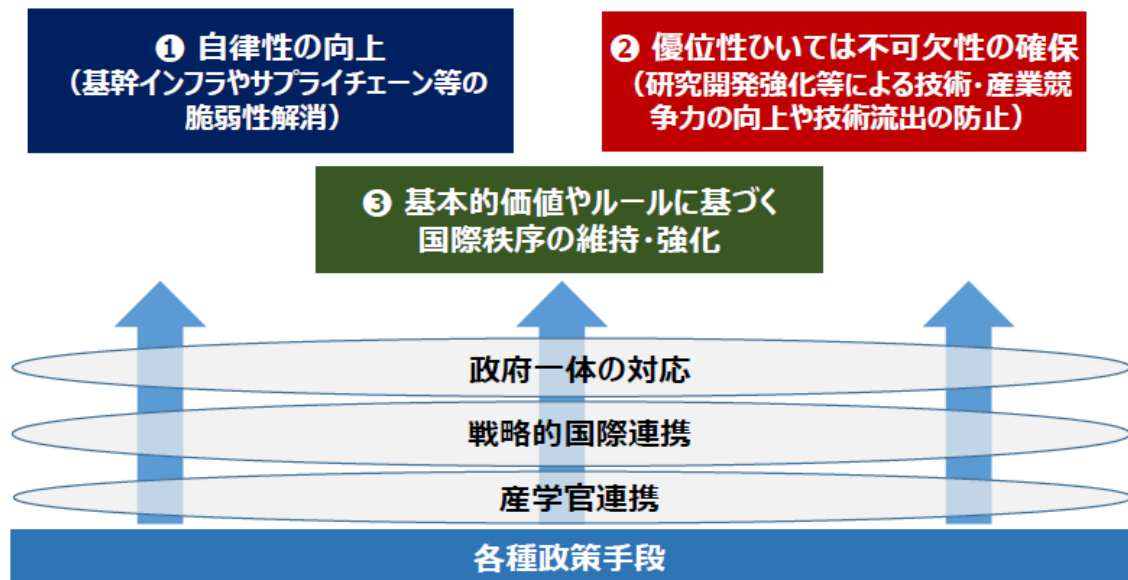 ❶ 自律性の向上
（基幹インフラやサプライチェーン等の
脆弱性解消）
❷ 優位性ひいては不可欠性の確保
（研究開発強化等による技術・産業競
争力の向上や技術流出の防止）
❸ 基本的価値やルールに基づく
国際秩序の維持・強化
政府一体の対応
戦略的国際連携
産学官連携
各種政策手段